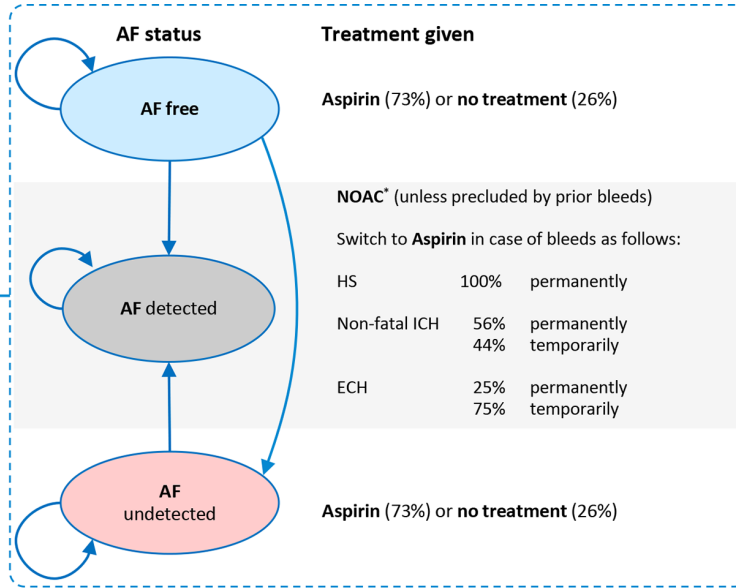 AF status
Treatment given
AF free
Aspirin (73%) or no treatment (26%)
NOAC* (unless precluded by prior bleeds)
Switch to Aspirin in case of bleeds as follows:
HS 100% permanently
AF detected
Non-fatal ICH 56% permanently
44% temporarily
ECH 25% permanently
75% temporarily
AF
undetected
Aspirin (73%) or no treatment (26%)